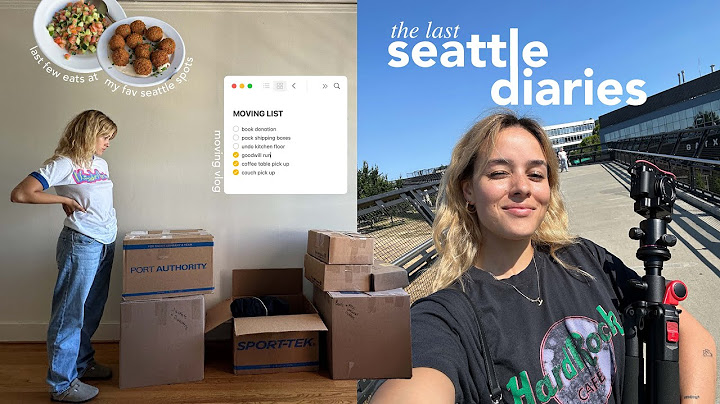 last few eats at
my fav seattle spots
moving vlog
MOVING LIST
book donation
pack shipping boxes
undo kitchen floor
goodwill run
coffee table pick up
couch pick up
PORT AUTHORITY
SPORT-TEK
the last
seattle
diaries
Hard Rock
CAFE